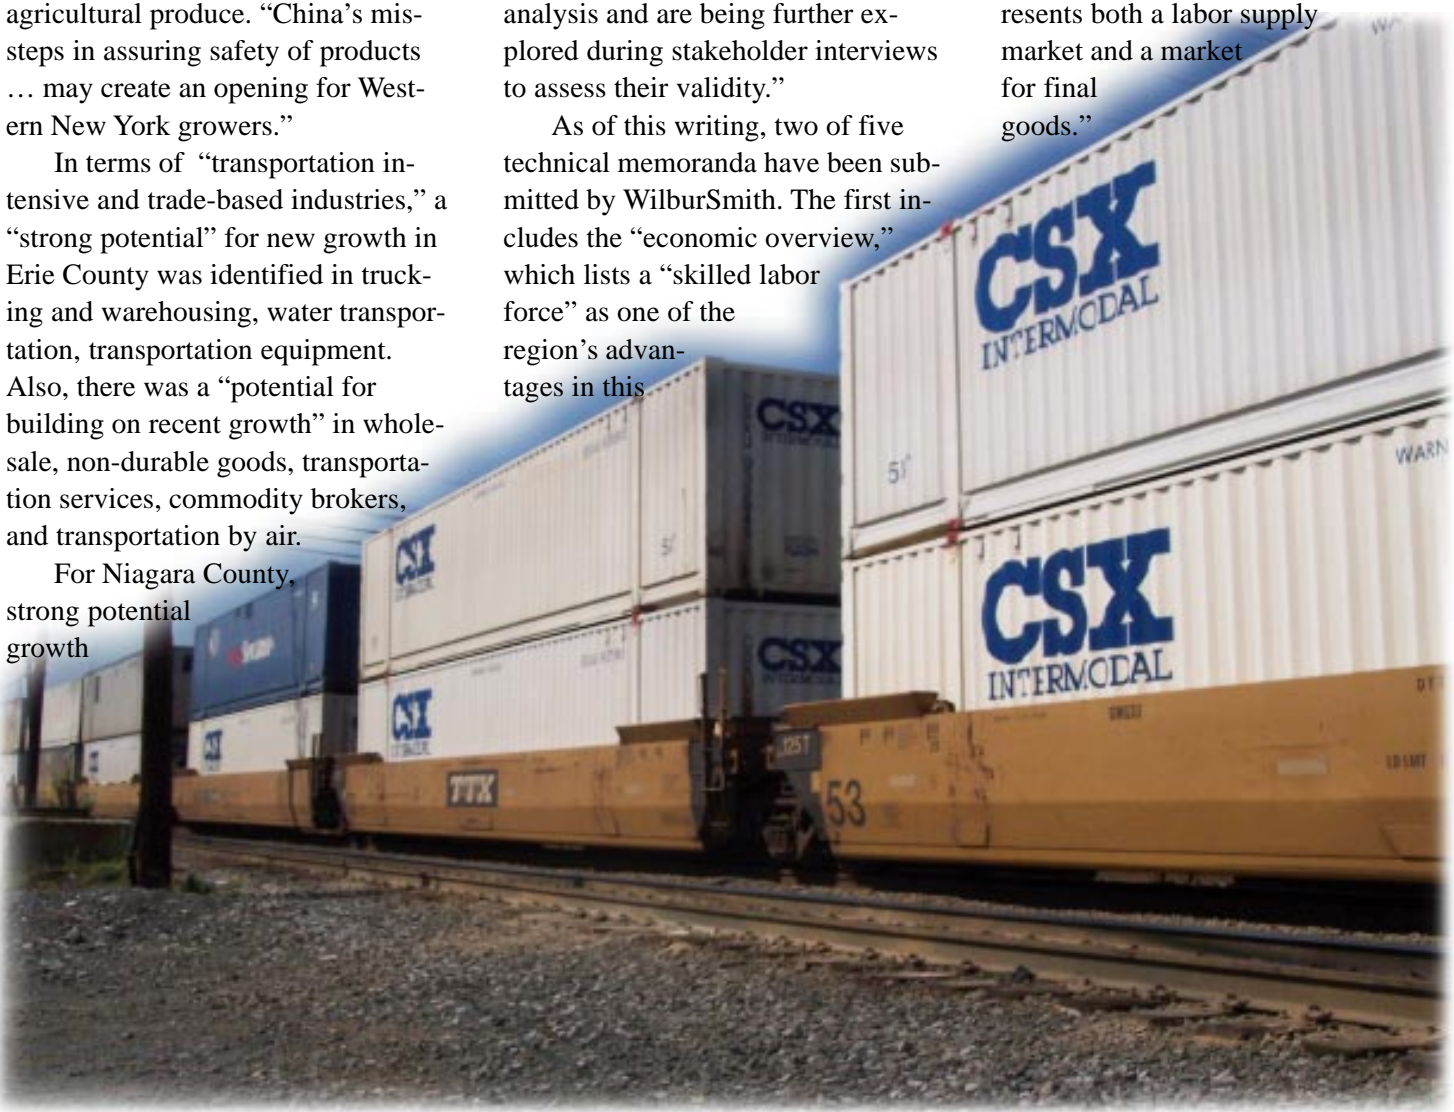 agricultural produce. “China’s mis-
steps in assuring safety of products
… may create an opening for West-
ern New York growers.”
In terms of “transportation in-
tensive and trade-based industries,” a
“strong potential” for new growth in
Erie County was identified in truck-
ing and warehousing, water transpor-
tation, transportation equipment.
Also, there was a “potential for
building on recent growth” in whole-
sale, non-durable goods, transporta-
tion services, commodity brokers,
and transportation by air.
For Niagara County,
strong potential
growth
analysis and are being further ex-
plored during stakeholder interviews
to assess their validity.”
As of this writing, two of five
technical memoranda have been sub-
mitted by WilburSmith. The first in-
cludes the “economic overview,”
which lists a “skilled labor
force” as one of the
region’s advan-
tages in this
resents both a labor supply
market and a market
for final
goods.”
CSX
INTERMODAL
CSX
INTERMODAL
CSX
CSX
CSX
CSX
CSX
TTX
53
WARN